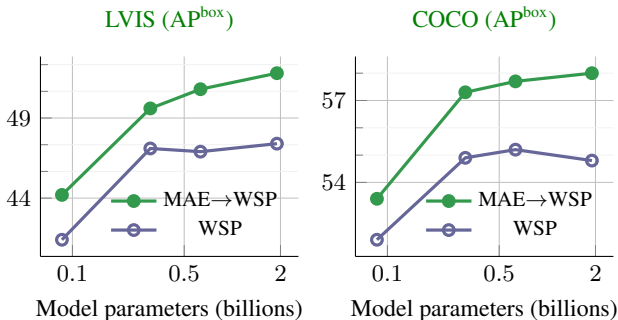 LVIS (AP^box)
49
44
MAE→WSP
WSP
0.1 0.5 2
Model parameters (billions)
COCO (AP^box)
57
54
MAE→WSP
WSP
0.1 0.5 2
Model parameters (billions)